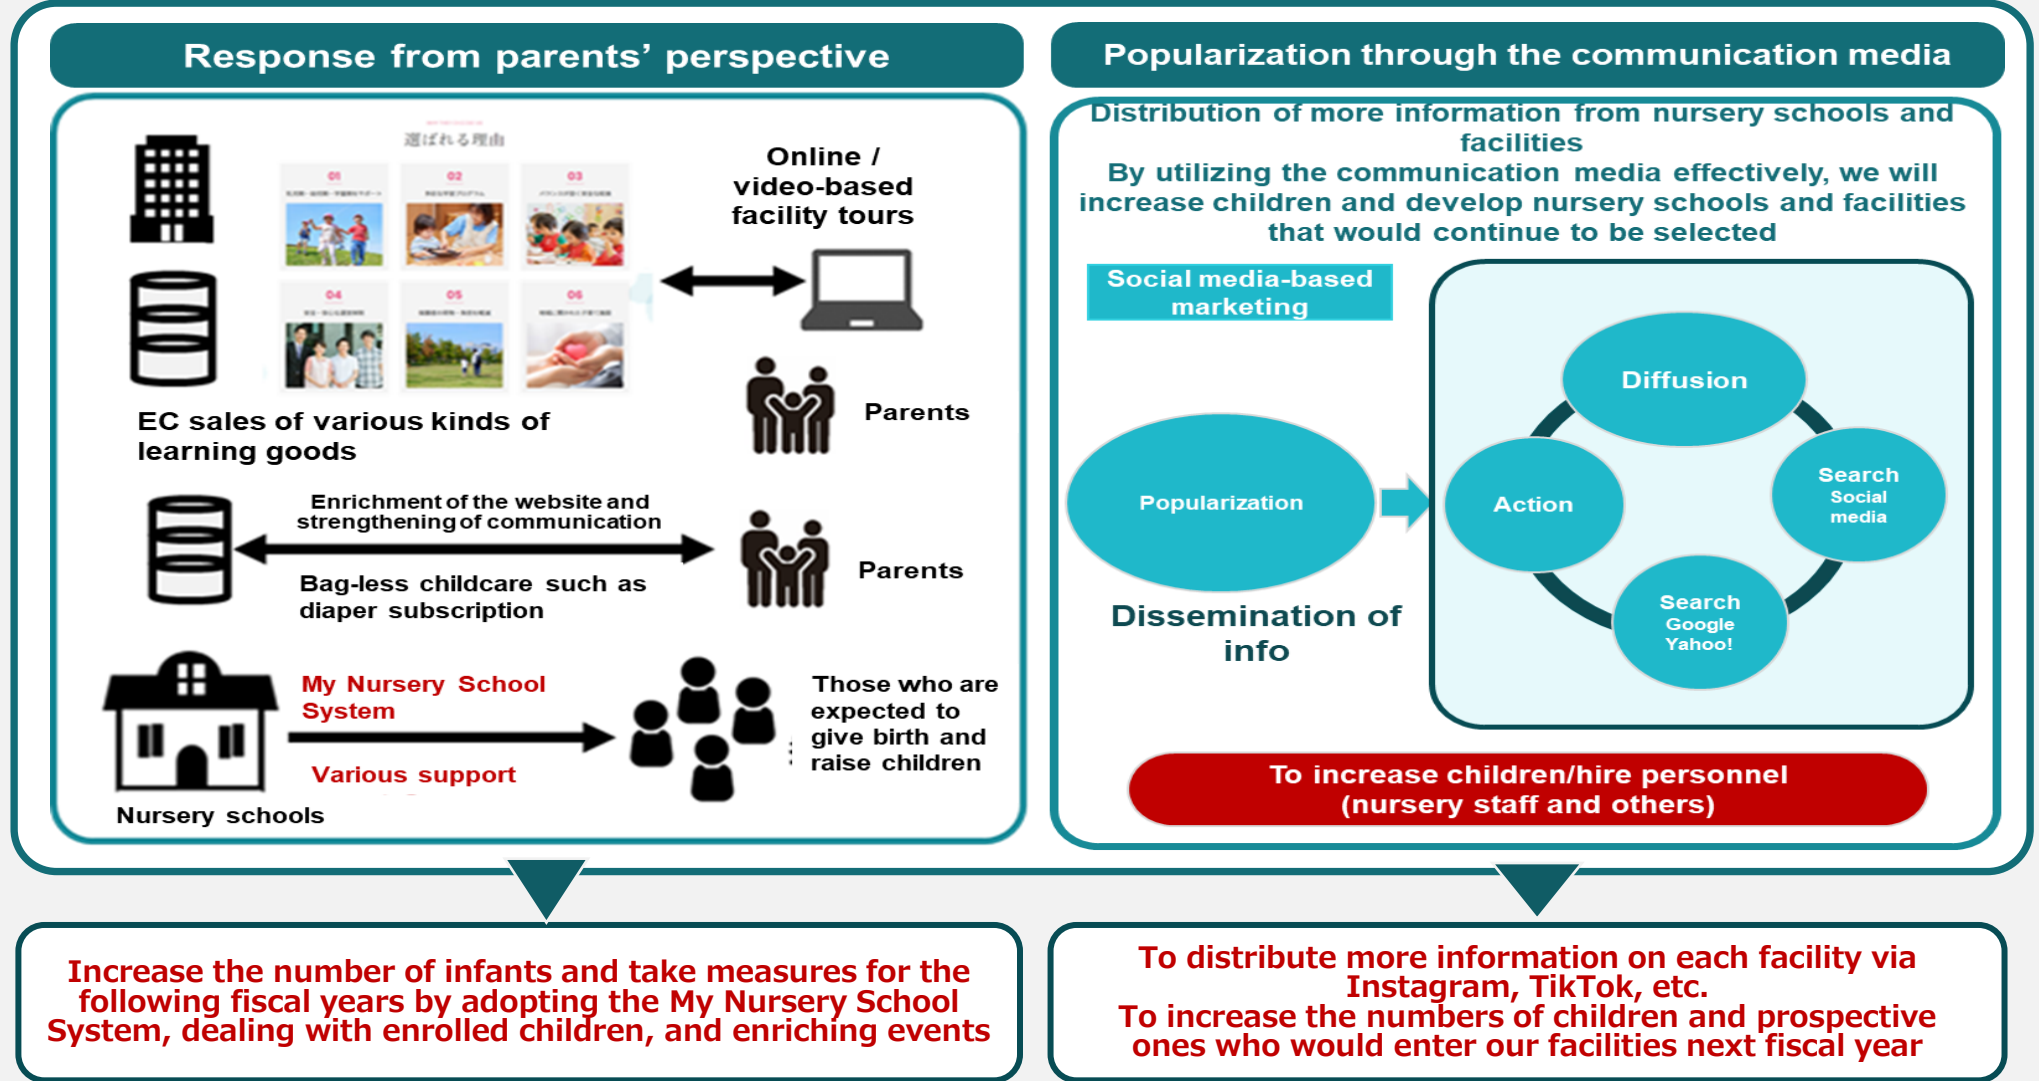 Response from parents’ perspective
選ばれる理由
01
02
03
04
05
06
Online /
video-based
facility tours
EC sales of various kinds of
learning goods
Parents
Enrichment of the website and
strengthening of communication
Bag-less childcare such as
diaper subscription
Parents
My Nursery School
System
Various support
Nursery schools
Those who are
expected to
give birth and
raise children
Increase the number of infants and take measures for the
following fiscal years by adopting the My Nursery School
System, dealing with enrolled children, and enriching events
Popularization through the communication media
Distribution of more information from nursery schools and
facilities
By utilizing the communication media effectively, we will
increase children and develop nursery schools and facilities
that would continue to be selected
Social media-based
marketing
Popularization
Dissemination of
info
Diffusion
Action
Search
Social
media
Search
Google
Yahoo!
To increase children/hire personnel
(nursery staff and others)
To distribute more information on each facility via
Instagram, TikTok, etc.
To increase the numbers of children and prospective
ones who would enter our facilities next fiscal year